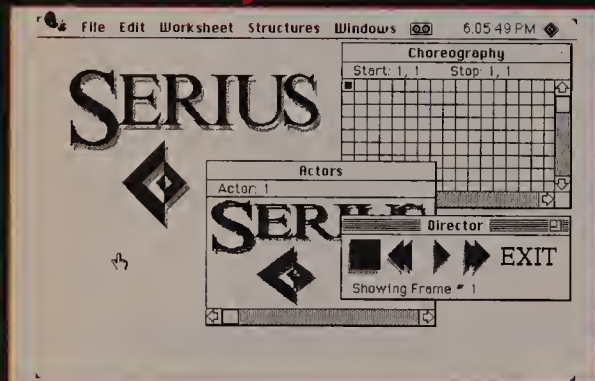 File Edit Worksheet Structures Windows 6:05:49 PM
Choreography
Start: 1, 1 Stop: 1, 1
SERIUS
Actors
Actor: 1
SERIUS
Director
EXIT
Showing Frame # 1